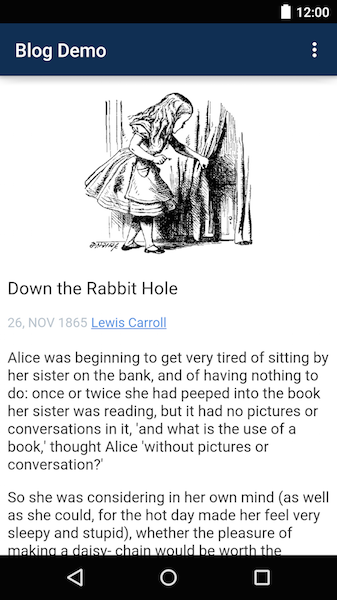 12:00
Blog Demo
Down the Rabbit Hole
26, NOV 1865 Lewis Carroll
Alice was beginning to get very tired of sitting by
her sister on the bank, and of having nothing to
do: once or twice she had peeped into the book
her sister was reading, but it had no pictures or
conversations in it, 'and what is the use of a
book,' thought Alice 'without pictures or
conversation?'
So she was considering in her own mind (as well
as she could, for the hot day made her feel very
sleepy and stupid), whether the pleasure of
making a daisy- chain would be worth the